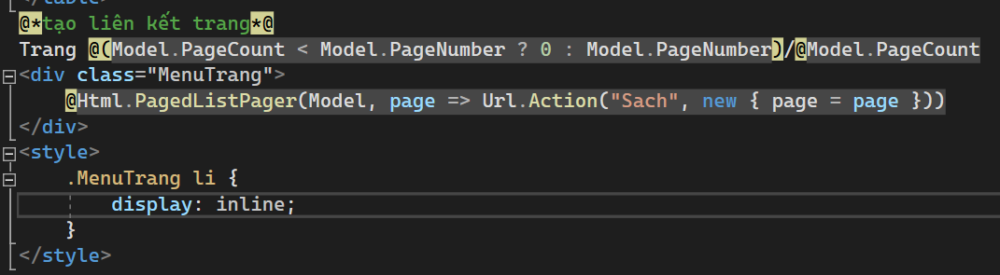 </table>
@*tạo liên kết trang*@
Trang @(Model.PageCount < Model.PageNumber ? 0 : Model.PageNumber)/@Model.PageCount
<div class="MenuTrang">
@Html.PagedListPager(Model, page => Url.Action("Sach", new { page = page }))
</div>
<style>
.MenuTrang li {
display: inline;
}
</style>